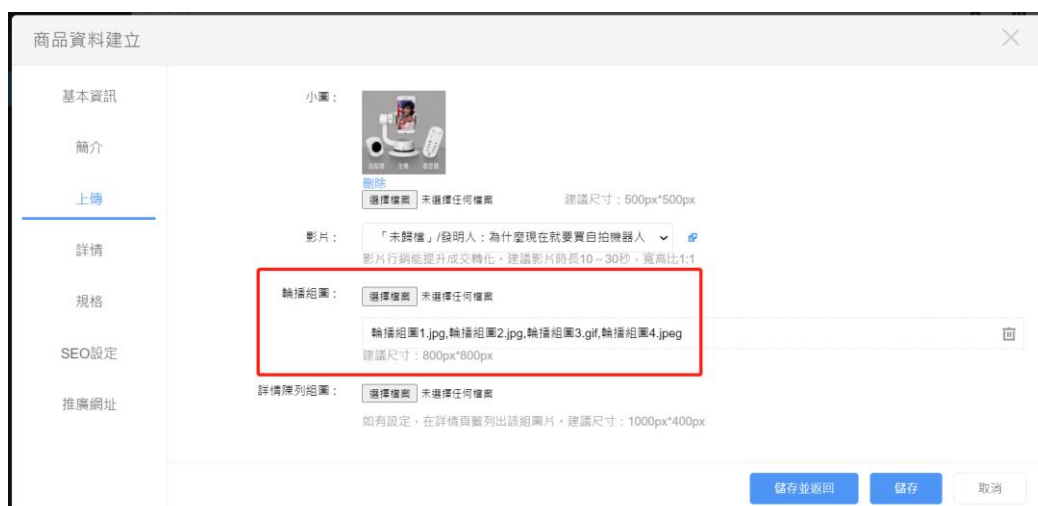 商品資料建立
基本資訊
簡介
上傳
詳情
規格
SEO設定
推廣網址
小圖：
刪除
選擇檔案 未選擇任何檔案 建議尺寸：500px*500px
影片： 「未歸檔」/發明人：為什麼現在就要買自拍機器人
影片行銷能提升成交轉化。建議影片時長10～30秒，寬高比1:1
輪播組圖： 選擇檔案 未選擇任何檔案
輪播組圖1.jpg,輪播組圖2.jpg,輪播組圖3.gif,輪播組圖4.jpeg
建議尺寸：800px*800px
詳情陳列組圖： 選擇檔案 未選擇任何檔案
如有設定，在詳情頁籤列出該組圖片。建議尺寸：1000px*400px
儲存並返回 儲存 取消